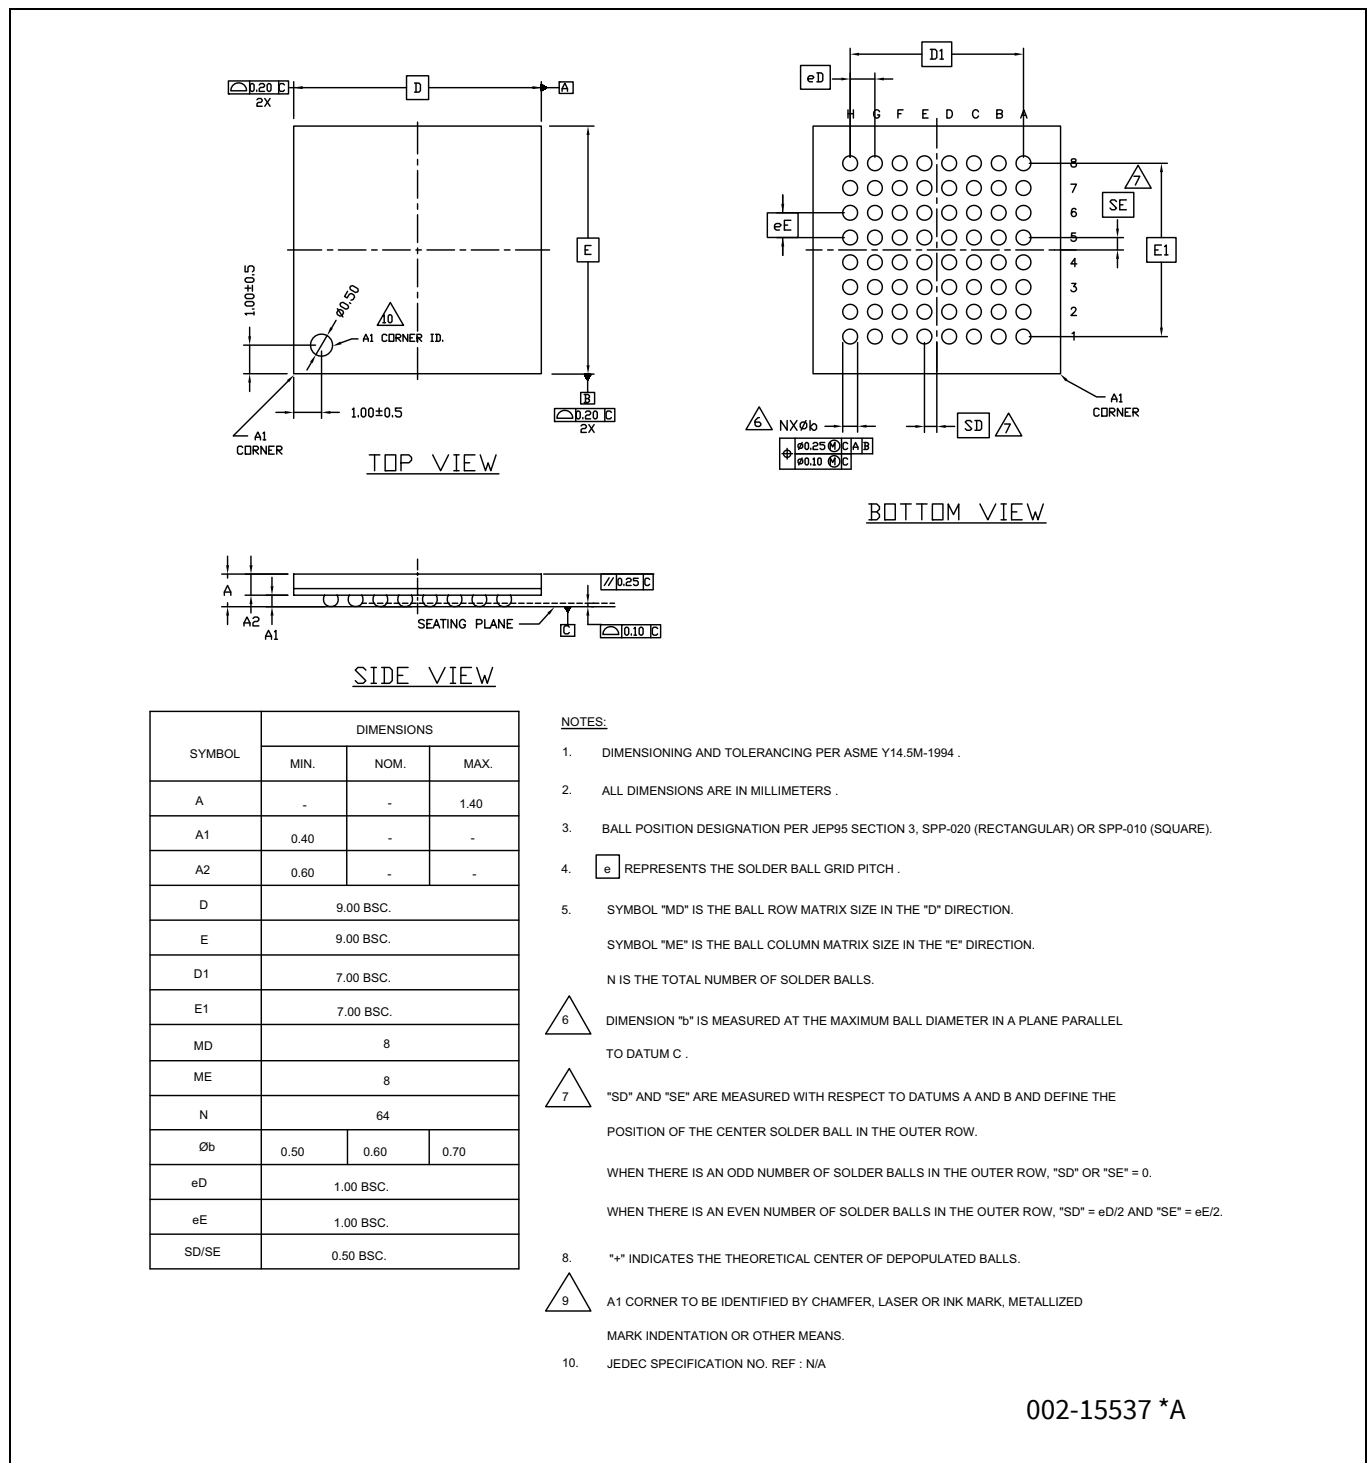 D1
eD
0.20 C
D
A
2X
H G F E D C B A
8
7
7
6
SE
eE
5
E
E1
4
3
2
1
1.00±0.5
ø0.50
10
A1 CORNER ID.
B
0.20 C
2X
1.00±0.5
A1
CORNER
A1
CORNER
6 NXøb
SD 7
ø0.25 M C A B
ø0.10 M C
TOP VIEW
BOTTOM VIEW
A
A2
A1
// 0.25 C
SEATING PLANE
C
0.10 C
SIDE VIEW
SYMBOL DIMENSIONS
MIN. NOM. MAX.
A - - 1.40
A1 0.40 - -
A2 0.60 - -
D 9.00 BSC.
E 9.00 BSC.
D1 7.00 BSC.
E1 7.00 BSC.
MD 8
ME 8
N 64
Øb 0.50 0.60 0.70
eD 1.00 BSC.
eE 1.00 BSC.
SD/SE 0.50 BSC.
NOTES:
1. DIMENSIONING AND TOLERANCING PER ASME Y14.5M-1994 .
2. ALL DIMENSIONS ARE IN MILLIMETERS .
3. BALL POSITION DESIGNATION PER JEP95 SECTION 3, SPP-020 (RECTANGULAR) OR SPP-010 (SQUARE).
4. e REPRESENTS THE SOLDER BALL GRID PITCH .
5. SYMBOL "MD" IS THE BALL ROW MATRIX SIZE IN THE "D" DIRECTION.
SYMBOL "ME" IS THE BALL COLUMN MATRIX SIZE IN THE "E" DIRECTION.
N IS THE TOTAL NUMBER OF SOLDER BALLS.
6 DIMENSION "b" IS MEASURED AT THE MAXIMUM BALL DIAMETER IN A PLANE PARALLEL
TO DATUM C .
7 "SD" AND "SE" ARE MEASURED WITH RESPECT TO DATUMS A AND B AND DEFINE THE
POSITION OF THE CENTER SOLDER BALL IN THE OUTER ROW.
WHEN THERE IS AN ODD NUMBER OF SOLDER BALLS IN THE OUTER ROW, "SD" OR "SE" = 0.
WHEN THERE IS AN EVEN NUMBER OF SOLDER BALLS IN THE OUTER ROW, "SD" = eD/2 AND "SE" = eE/2.
8. "+" INDICATES THE THEORETICAL CENTER OF DEPOPULATED BALLS.
9 A1 CORNER TO BE IDENTIFIED BY CHAMFER, LASER OR INK MARK, METALLIZED
MARK INDENTATION OR OTHER MEANS.
10. JEDEC SPECIFICATION NO. REF : N/A
002-15537 *A